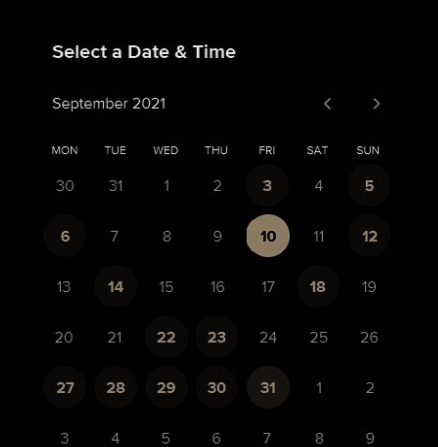 Select a Date & Time
September 2021
MON TUE WED THU FRI SAT SUN
30 31 1 2 3 4 5
6 7 8 9 10 11 12
13 14 15 16 17 18 19
20 21 22 23 24 25 26
27 28 29 30 31 1 2
3 4 5 6 7 8 9